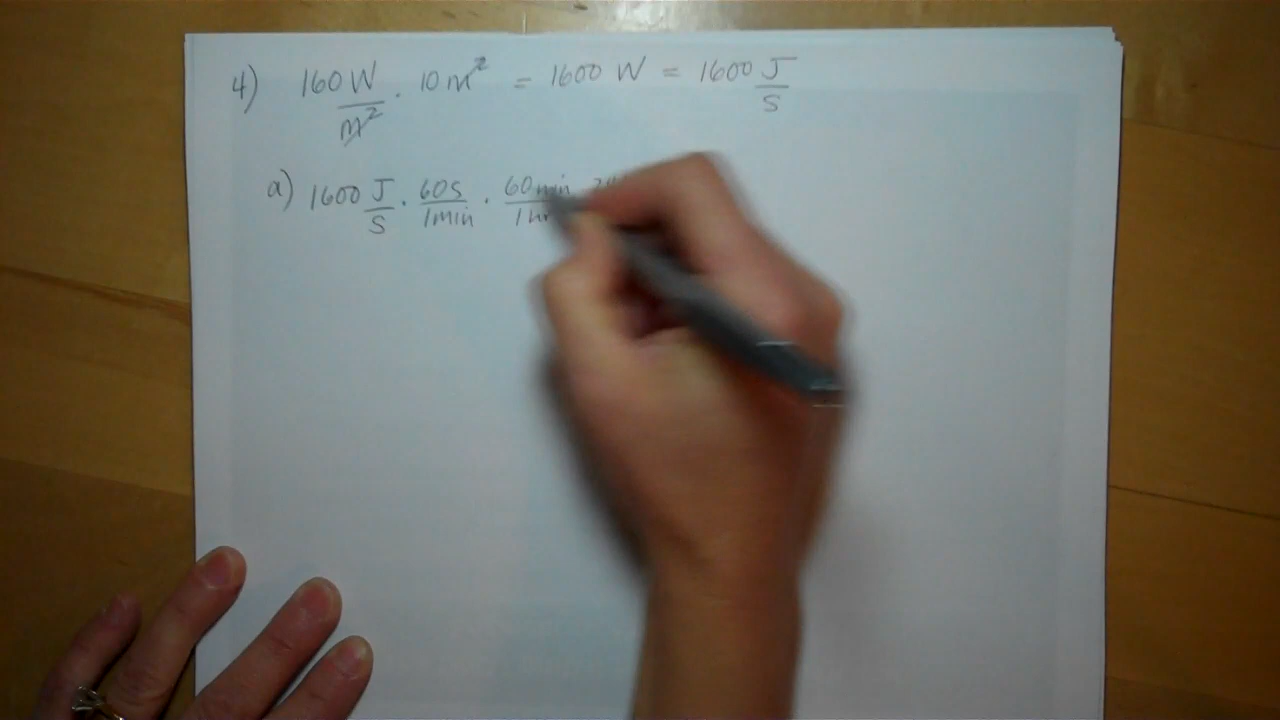 4) 160 W/m² · 10 m² = 1600 W = 1600 J/s
a) 1600 J/s · 60s/1min · 60min/1hr